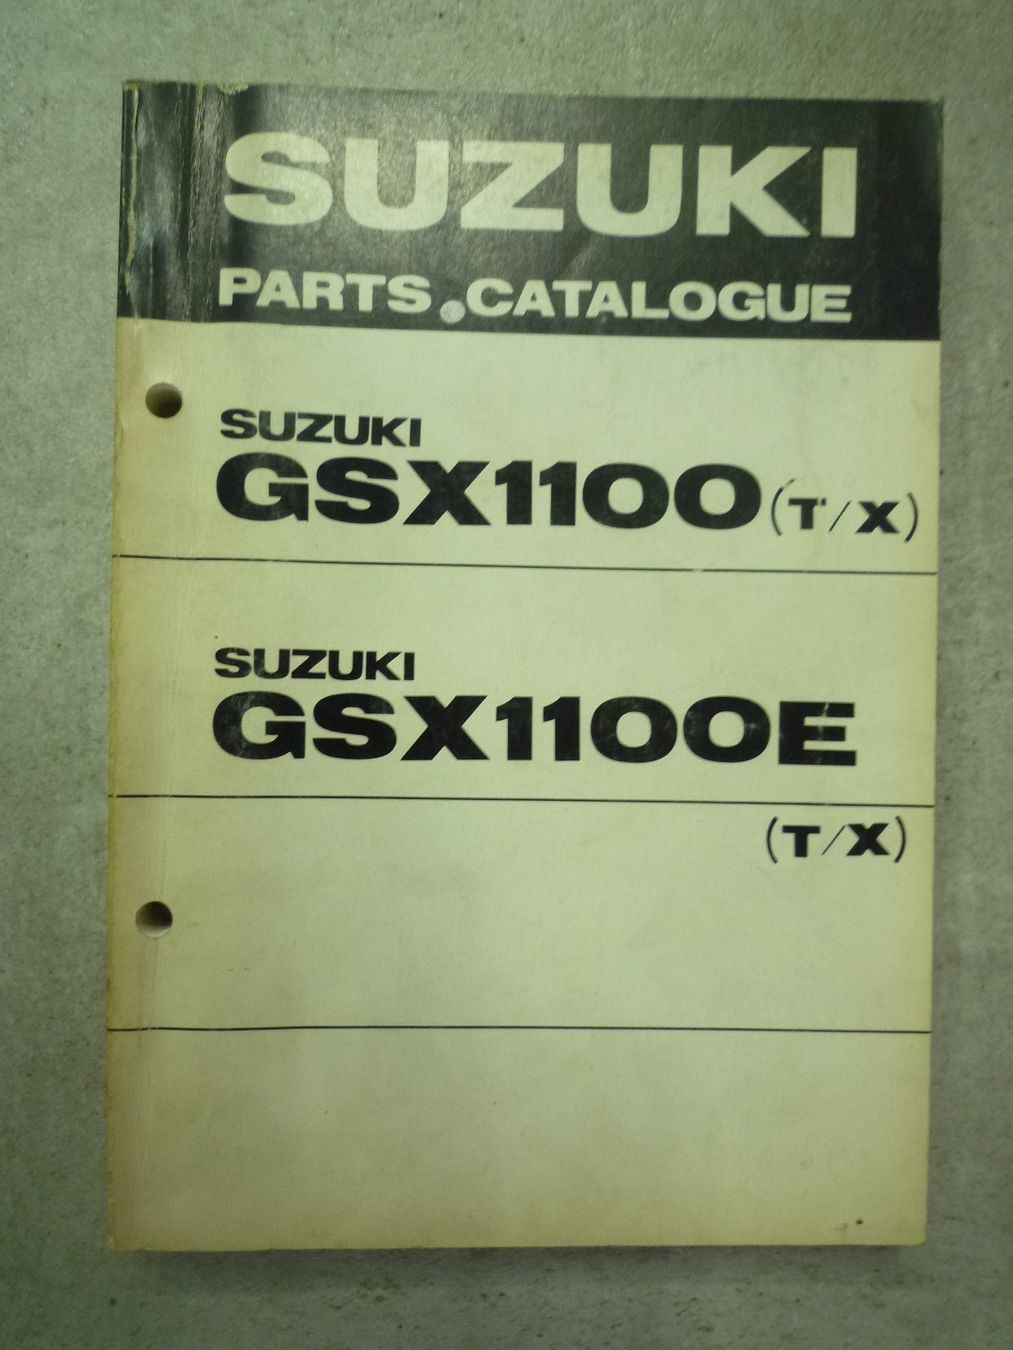 SUZUKI
PARTS CATALOGUE
SUZUKI
GSX1100 (T/X)
SUZUKI
GSX1100E
(T/X)